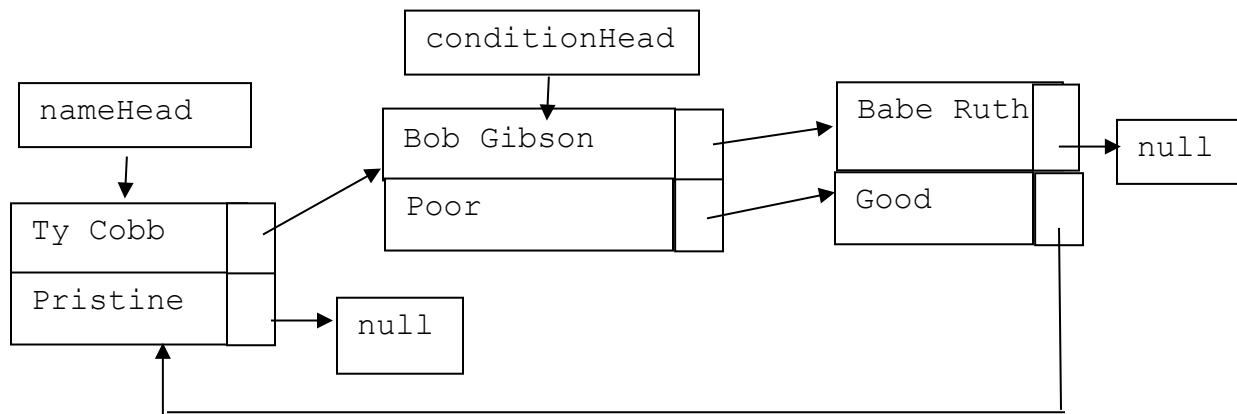 conditionHead
nameHead
Babe Ruth
null
Bob Gibson
Poor
Good
Ty Cobb
Pristine
null